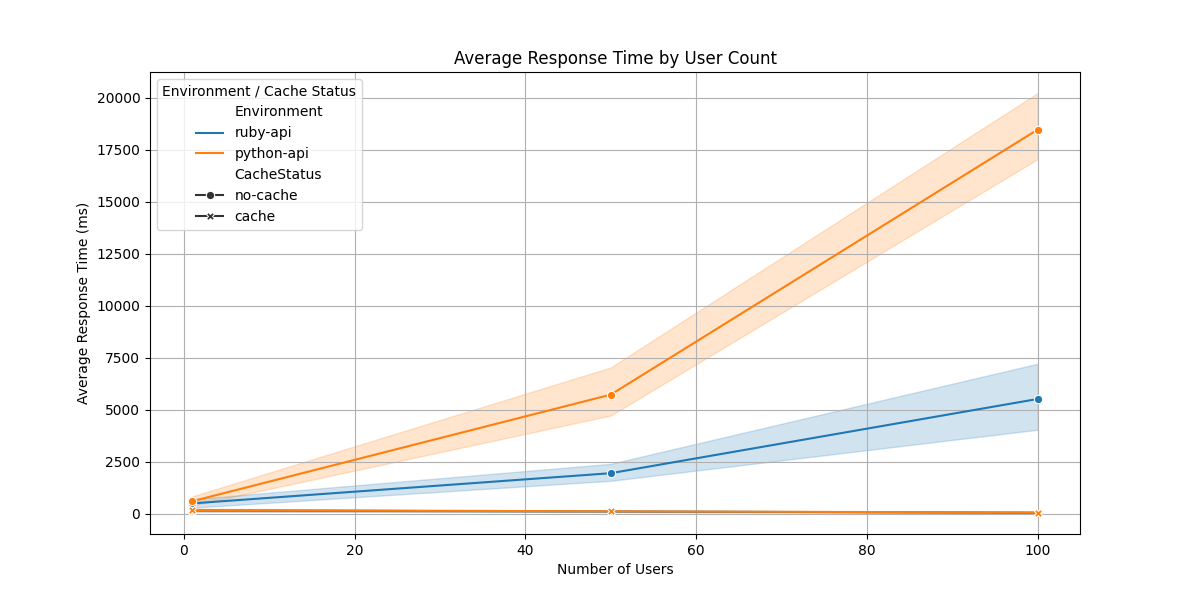 Average Response Time by User Count
Environment / Cache Status
Environment
ruby-api
python-api
CacheStatus
no-cache
cache
20000
17500
15000
12500
10000
7500
5000
2500
0
Average Response Time (ms)
0 20 40 60 80 100
Number of Users